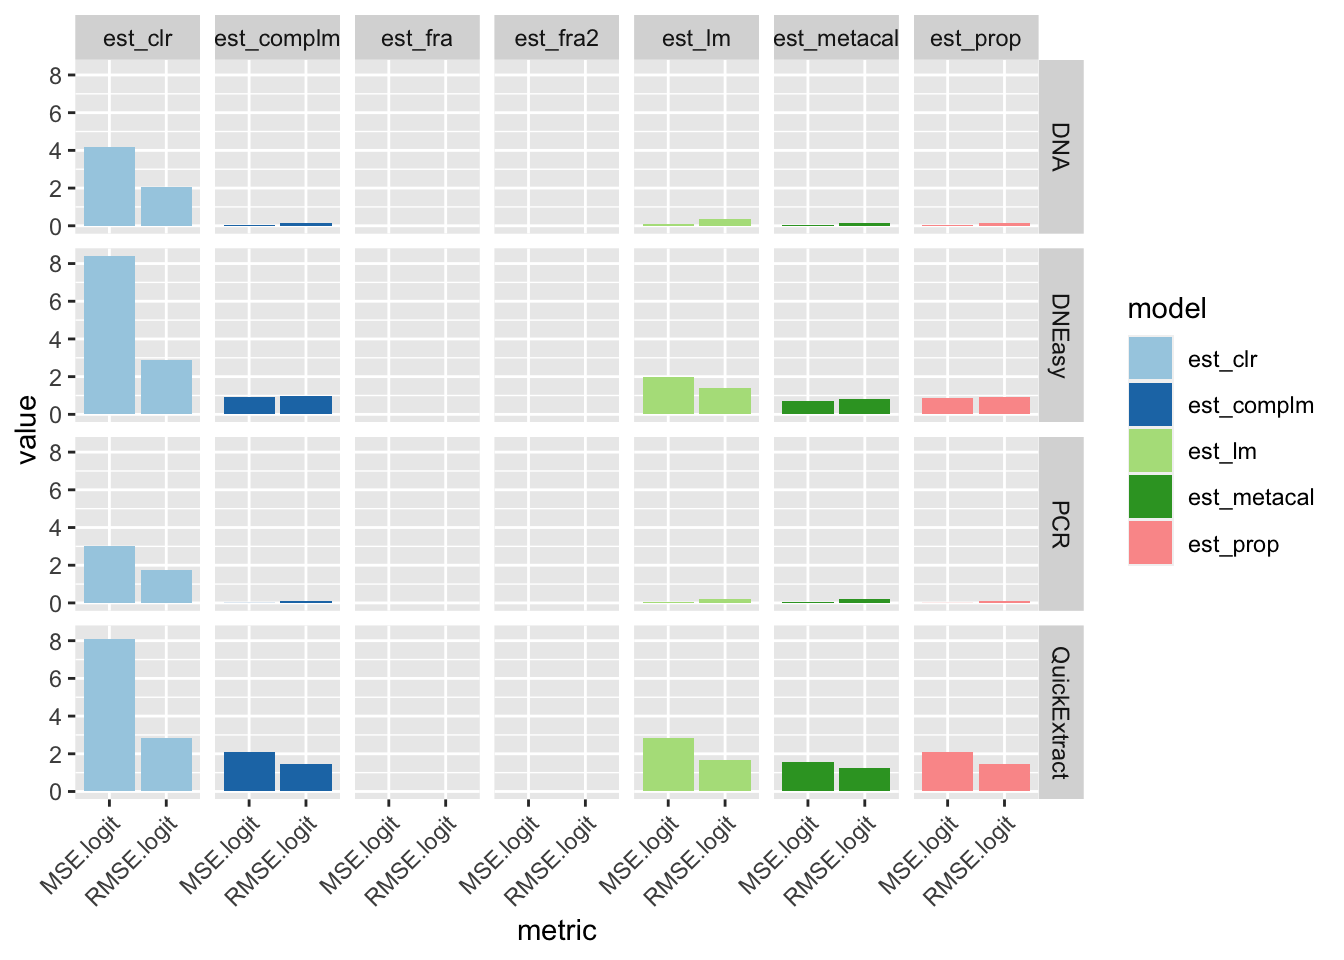 est_clr est_complm est_fra est_fra2 est_lm est_metacal est_prop
8
6
4
2
0
DNA
8
6
4
2
0
DNEasy
value
8
6
4
2
0
PCR
8
6
4
2
0
QuickExtract
MSE.logit RMSE.logit MSE.logit RMSE.logit MSE.logit RMSE.logit MSE.logit RMSE.logit MSE.logit RMSE.logit MSE.logit RMSE.logit MSE.logit RMSE.logit
metric
model
est_clr
est_complm
est_lm
est_metacal
est_prop